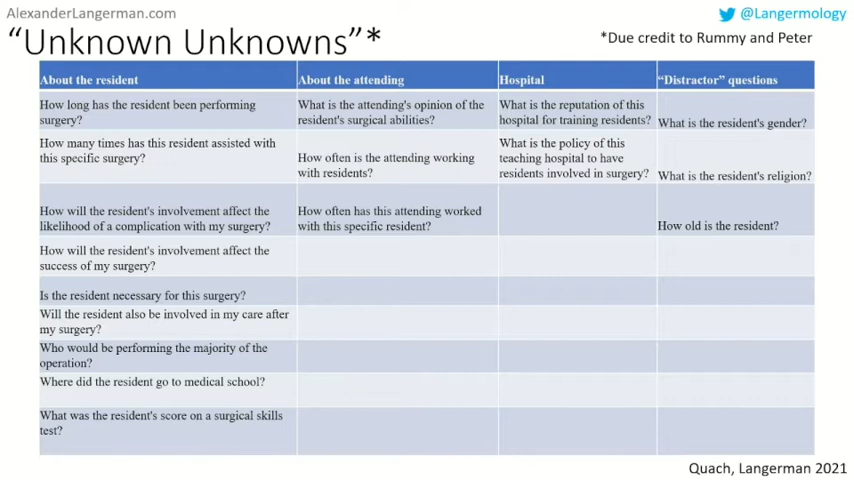 AlexanderLangerman.com
@Langermology
“Unknown Unknowns”*
*Due credit to Rummy and Peter
About the resident
About the attending
Hospital
“Distractor” questions
How long has the resident been performing
surgery?
What is the attending's opinion of the
resident's surgical abilities?
What is the reputation of this
hospital for training residents?
What is the resident's gender?
How many times has this resident assisted with
this specific surgery?
How often is the attending working
with residents?
What is the policy of this
teaching hospital to have
residents involved in surgery?
What is the resident's religion?
How will the resident's involvement affect the
likelihood of a complication with my surgery?
How often has this attending worked
with this specific resident?
How old is the resident?
How will the resident's involvement affect the
success of my surgery?
Is the resident necessary for this surgery?
Will the resident also be involved in my care after
my surgery?
Who would be performing the majority of the
operation?
Where did the resident go to medical school?
What was the resident's score on a surgical skills
test?
Quach, Langerman 2021